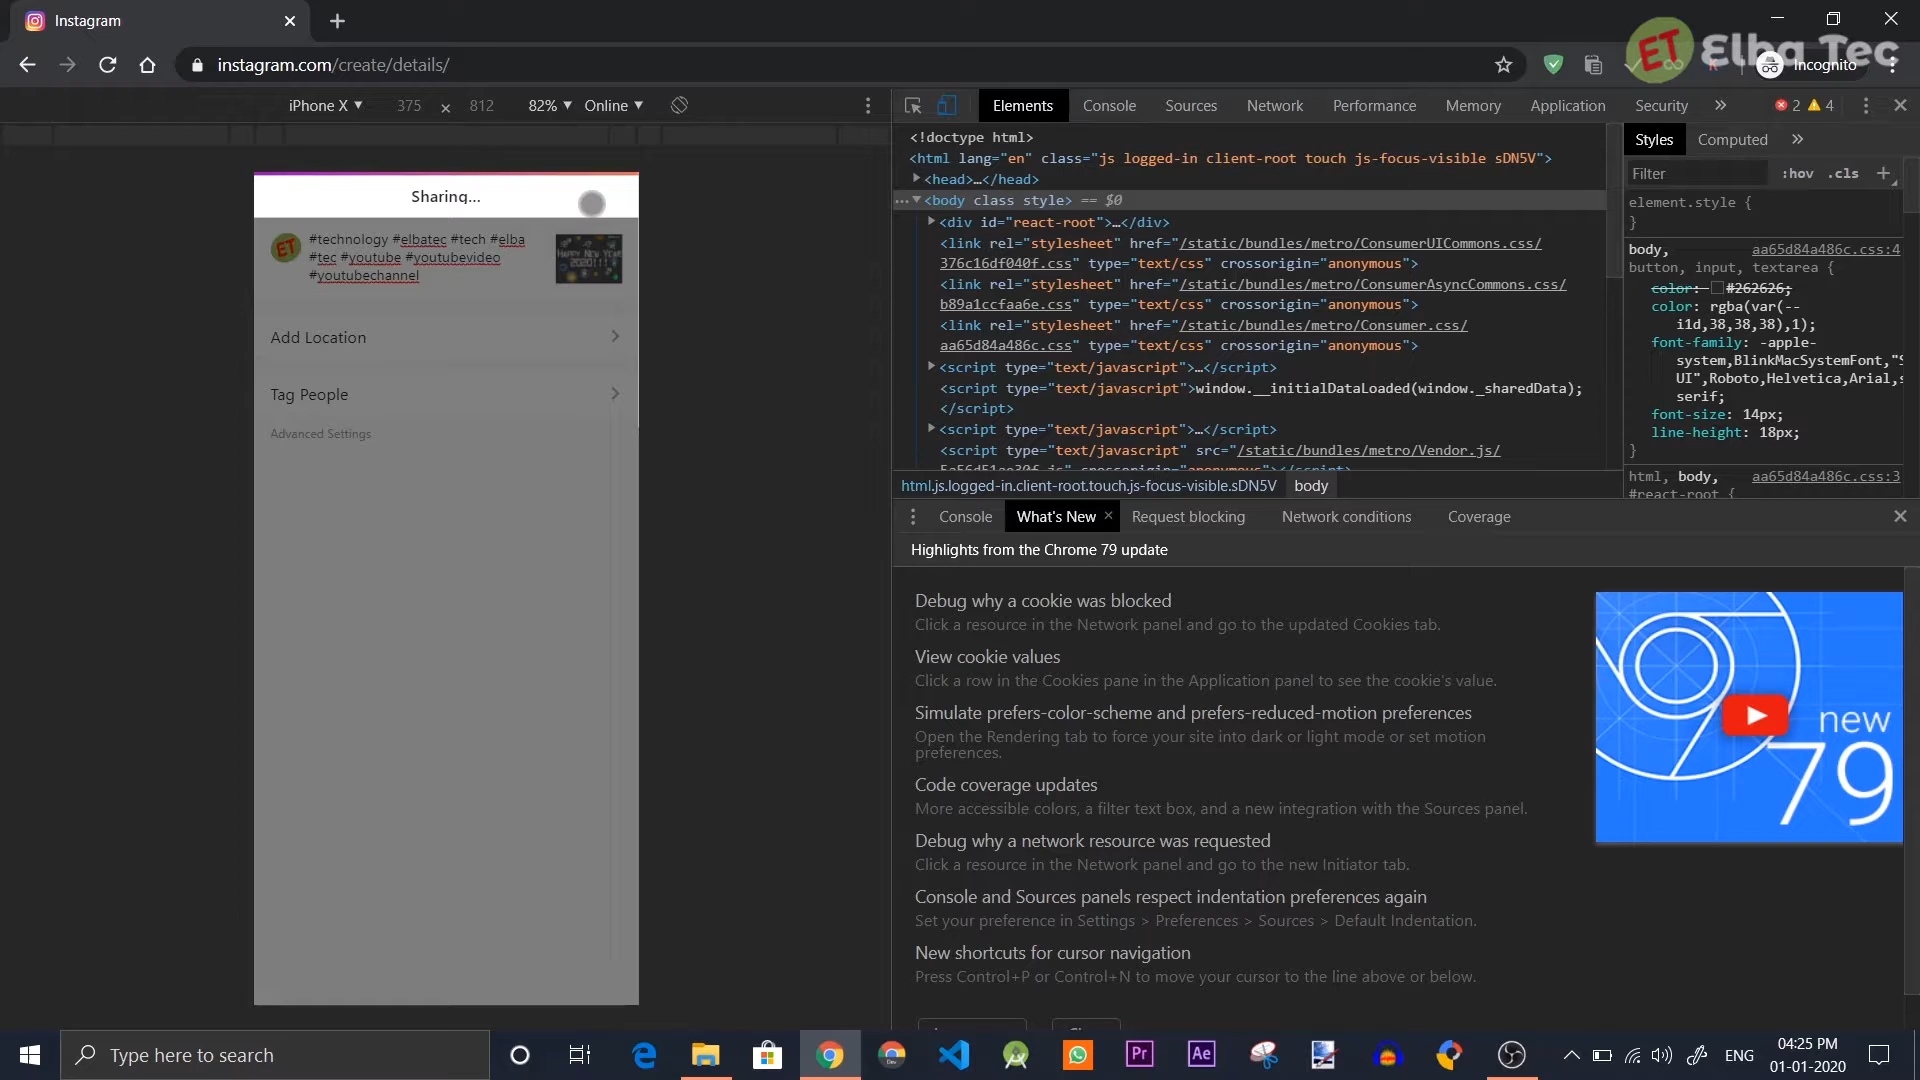 Instagram
instagram.com/create/details/
ET Elba Tec
Incognito
iPhone X 375 x 812 82% Online
Elements Console Sources Network Performance Memory Application Security 2 4
Sharing...
ET
#technology #elbatec #tech #elba
#tec #youtube #youtubevideo
#youtubechannel
HAPPY NEW YEAR
2020!!!
Add Location
Tag People
Advanced Settings
<!doctype html>
<html lang="en" class="js logged-in client-root touch js-focus-visible sDN5V">
<head>…</head>
<body class style> == $0
<div id="react-root">…</div>
<link rel="stylesheet" href="/static/bundles/metro/ConsumerUICommons.css/
376c16df040f.css" type="text/css" crossorigin="anonymous">
<link rel="stylesheet" href="/static/bundles/metro/ConsumerAsyncCommons.css/
b89a1ccfaa6e.css" type="text/css" crossorigin="anonymous">
<link rel="stylesheet" href="/static/bundles/metro/Consumer.css/
aa65d84a486c.css" type="text/css" crossorigin="anonymous">
<script type="text/javascript">…</script>
<script type="text/javascript">window.__initialDataLoaded(window._sharedData);
</script>
<script type="text/javascript">…</script>
<script type="text/javascript" src="/static/bundles/metro/Vendor.js/
html.js.logged-in.client-root.touch.js-focus-visible.sDN5V body
Styles Computed
Filter :hov .cls
element.style {
}
body, aa65d84a486c.css:4
button, input, textarea {
color: #262626;
color: rgba(var(--
i1d,38,38,38),1);
font-family: -apple-
system,BlinkMacSystemFont,"S
UI",Roboto,Helvetica,Arial,s
serif;
font-size: 14px;
line-height: 18px;
}
html, body, aa65d84a486c.css:3
#react-root {
Console What's New Request blocking Network conditions Coverage
Highlights from the Chrome 79 update
Debug why a cookie was blocked
Click a resource in the Network panel and go to the updated Cookies tab.
View cookie values
Click a row in the Cookies pane in the Application panel to see the cookie's value.
Simulate prefers-color-scheme and prefers-reduced-motion preferences
Open the Rendering tab to force your site into dark or light mode or set motion
preferences.
Code coverage updates
More accessible colors, a filter text box, and a new integration with the Sources panel.
Debug why a network resource was requested
Click a resource in the Network panel and go to the new Initiator tab.
Console and Sources panels respect indentation preferences again
Set your preference in Settings > Preferences > Sources > Default Indentation.
New shortcuts for cursor navigation
Press Control+P or Control+N to move your cursor to the line above or below.
new
79
Type here to search
Dev
Pr
Ae
ENG
04:25 PM
01-01-2020